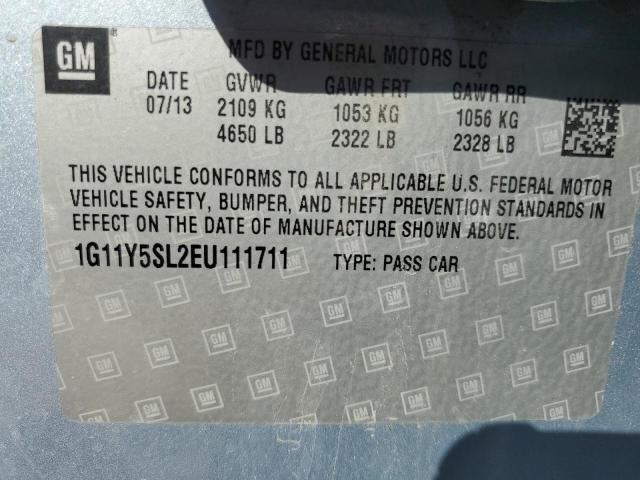 GM ®
MFD BY GENERAL MOTORS LLC
DATE GVWR GAWR FRT GAWR RR
07/13 2109 KG 1053 KG 1056 KG
4650 LB 2322 LB 2328 LB
THIS VEHICLE CONFORMS TO ALL APPLICABLE U.S. FEDERAL MOTOR
VEHICLE SAFETY, BUMPER, AND THEFT PREVENTION STANDARDS IN
EFFECT ON THE DATE OF MANUFACTURE SHOWN ABOVE.
1G11Y5SL2EU111711 TYPE: PASS CAR